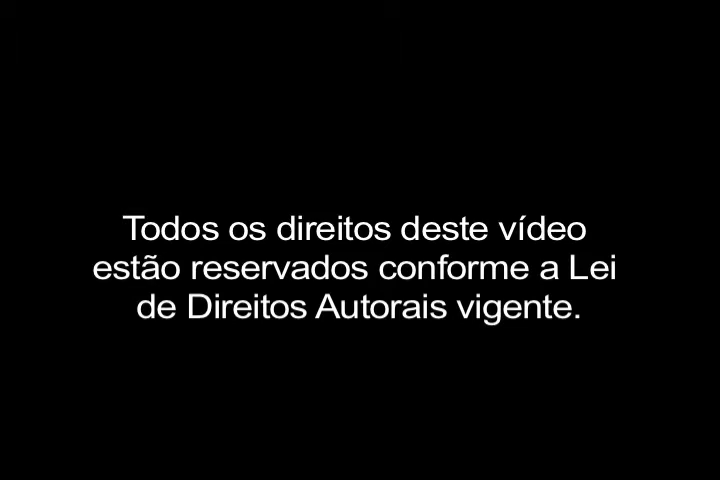 Todos os direitos deste vídeo
estão reservados conforme a Lei
de Direitos Autorais vigente.